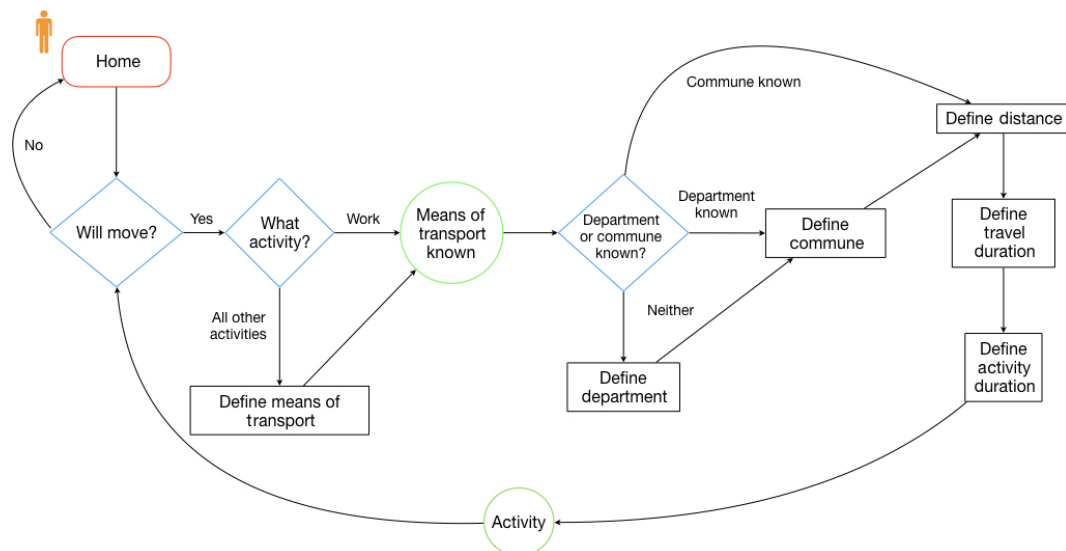 Home
No
Will move?
Yes
What
activity?
Work
All other
activities
Define means of
transport
Means of
transport
known
Department
or commune
known?
Commune known
Department
known
Neither
Define
department
Define
commune
Define distance
Define
travel
duration
Define
activity
duration
Activity